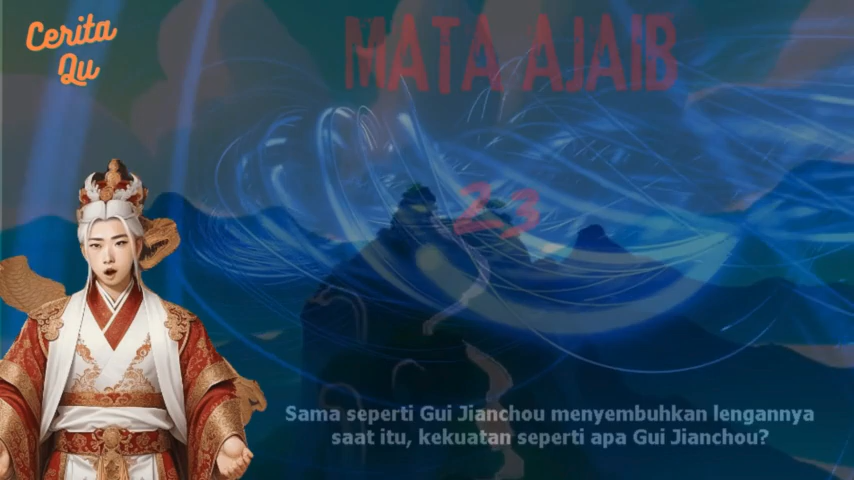 Cerita
Qu
MATA AJAIB
23
Sama seperti Gui Jianchou menyembuhkan lengannya
saat itu, kekuatan seperti apa Gui Jianchou?